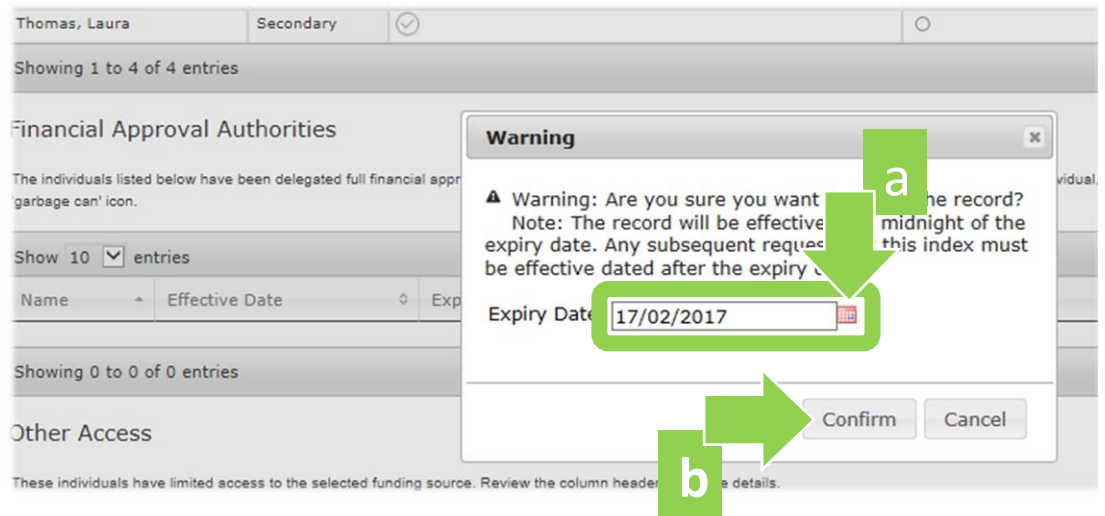 Thomas, Laura Secondary
Showing 1 to 4 of 4 entries
Financial Approval Authorities
The individuals listed below have been delegated full financial appr vidual,
'garbage can' icon.
Show 10 entries
Name Effective Date Exp
Showing 0 to 0 of 0 entries
Other Access
These individuals have limited access to the selected funding source. Review the column header details.
Warning
a
Warning: Are you sure you want he record?
Note: The record will be effective midnight of the
expiry date. Any subsequent reques this index must
be effective dated after the expiry
Expiry Date 17/02/2017
Confirm Cancel
b